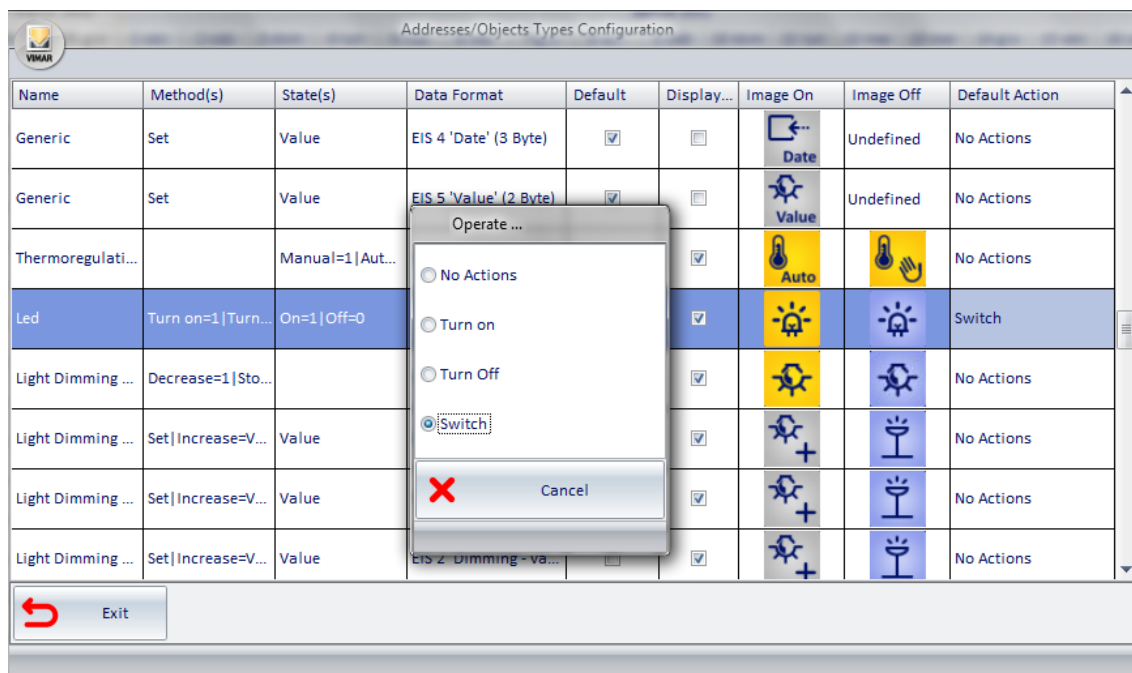 Addresses/Objects Types Configuration
VIMAR
Name Method(s) State(s) Data Format Default Display... Image On Image Off Default Action
Generic Set Value EIS 4 'Date' (3 Byte) Date Undefined No Actions
Generic Set Value EIS 5 'Value' (2 Byte) Value Undefined No Actions
Thermoregulati... Manual=1|Aut... Auto No Actions
Led Turn on=1|Turn... On=1|Off=0 Switch
Light Dimming ... Decrease=1|Sto... No Actions
Light Dimming ... Set|Increase=V... Value No Actions
Light Dimming ... Set|Increase=V... Value No Actions
Light Dimming ... Set|Increase=V... Value EIS 2 'Dimming - Va... No Actions
Operate ...
No Actions
Turn on
Turn Off
Switch
Cancel
Exit